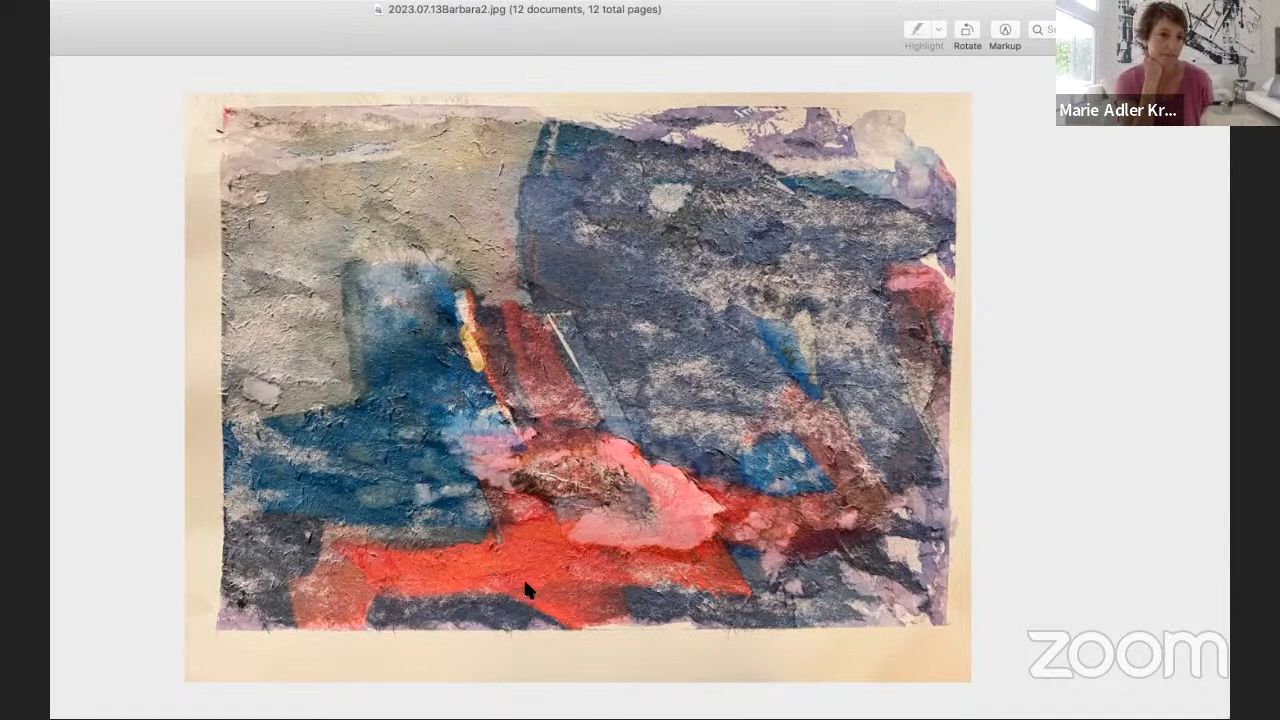 2023.07.13Barbara2.jpg (12 documents, 12 total pages)
Highlight
Rotate
Markup
Marie Adler Kr...
zoom